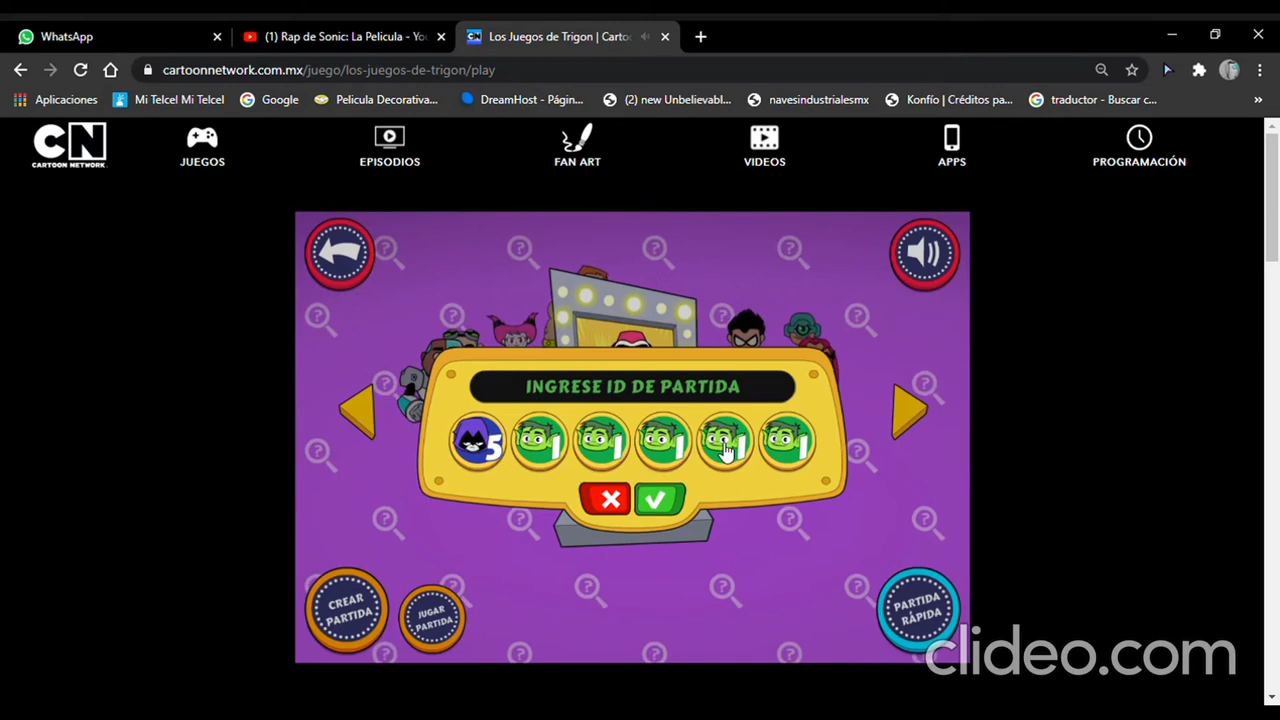 WhatsApp
(1) Rap de Sonic: La Pelicula - Yo
Los Juegos de Trigon | Carto
cartoonnetwork.com.mx/juego/los-juegos-de-trigon/play
Aplicaciones
Mi Telcel Mi Telcel
Google
Pelicula Decorativa...
DreamHost - Págin...
(2) new Unbelievabl...
navesindustrialesmx
Konfío | Créditos pa...
traductor - Buscar c...
»
CN
CARTOON NETWORK
JUEGOS
EPISODIOS
FAN ART
VIDEOS
APPS
PROGRAMACIÓN
INGRESE ID DE PARTIDA
5 1 1 1 1 1
CREAR
PARTIDA
JUGAR
PARTIDA
PARTIDA
RÁPIDA
clideo.com